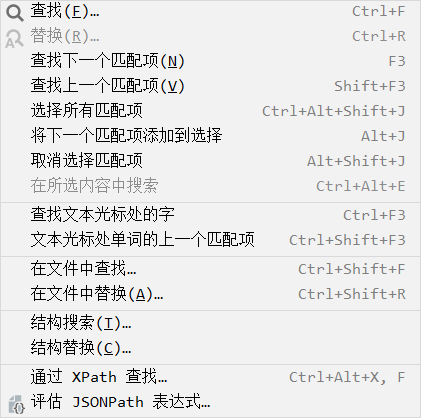 查找(F)… Ctrl+F
替换(R)… Ctrl+R
查找下一个匹配项(N) F3
查找上一个匹配项(V) Shift+F3
选择所有匹配项 Ctrl+Alt+Shift+J
将下一个匹配项添加到选择 Alt+J
取消选择匹配项 Alt+Shift+J
在所选内容中搜索 Ctrl+Alt+E
查找文本光标处的字 Ctrl+F3
文本光标处单词的上一个匹配项 Ctrl+Shift+F3
在文件中查找… Ctrl+Shift+F
在文件中替换(A)… Ctrl+Shift+R
结构搜索(T)…
结构替换(C)…
通过 XPath 查找… Ctrl+Alt+X, F
评估 JSONPath 表达式…